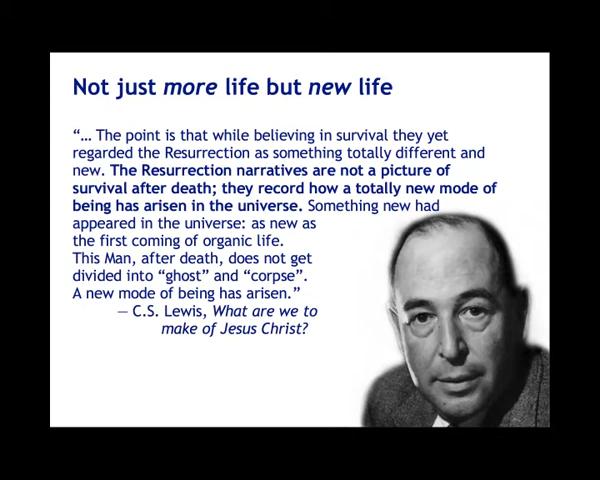 Not just more life but new life
“... The point is that while believing in survival they yet
regarded the Resurrection as something totally different and
new. The Resurrection narratives are not a picture of
survival after death; they record how a totally new mode of
being has arisen in the universe. Something new had
appeared in the universe: as new as
the first coming of organic life.
This Man, after death, does not get
divided into “ghost” and “corpse”.
A new mode of being has arisen.”
— C.S. Lewis, What are we to
make of Jesus Christ?